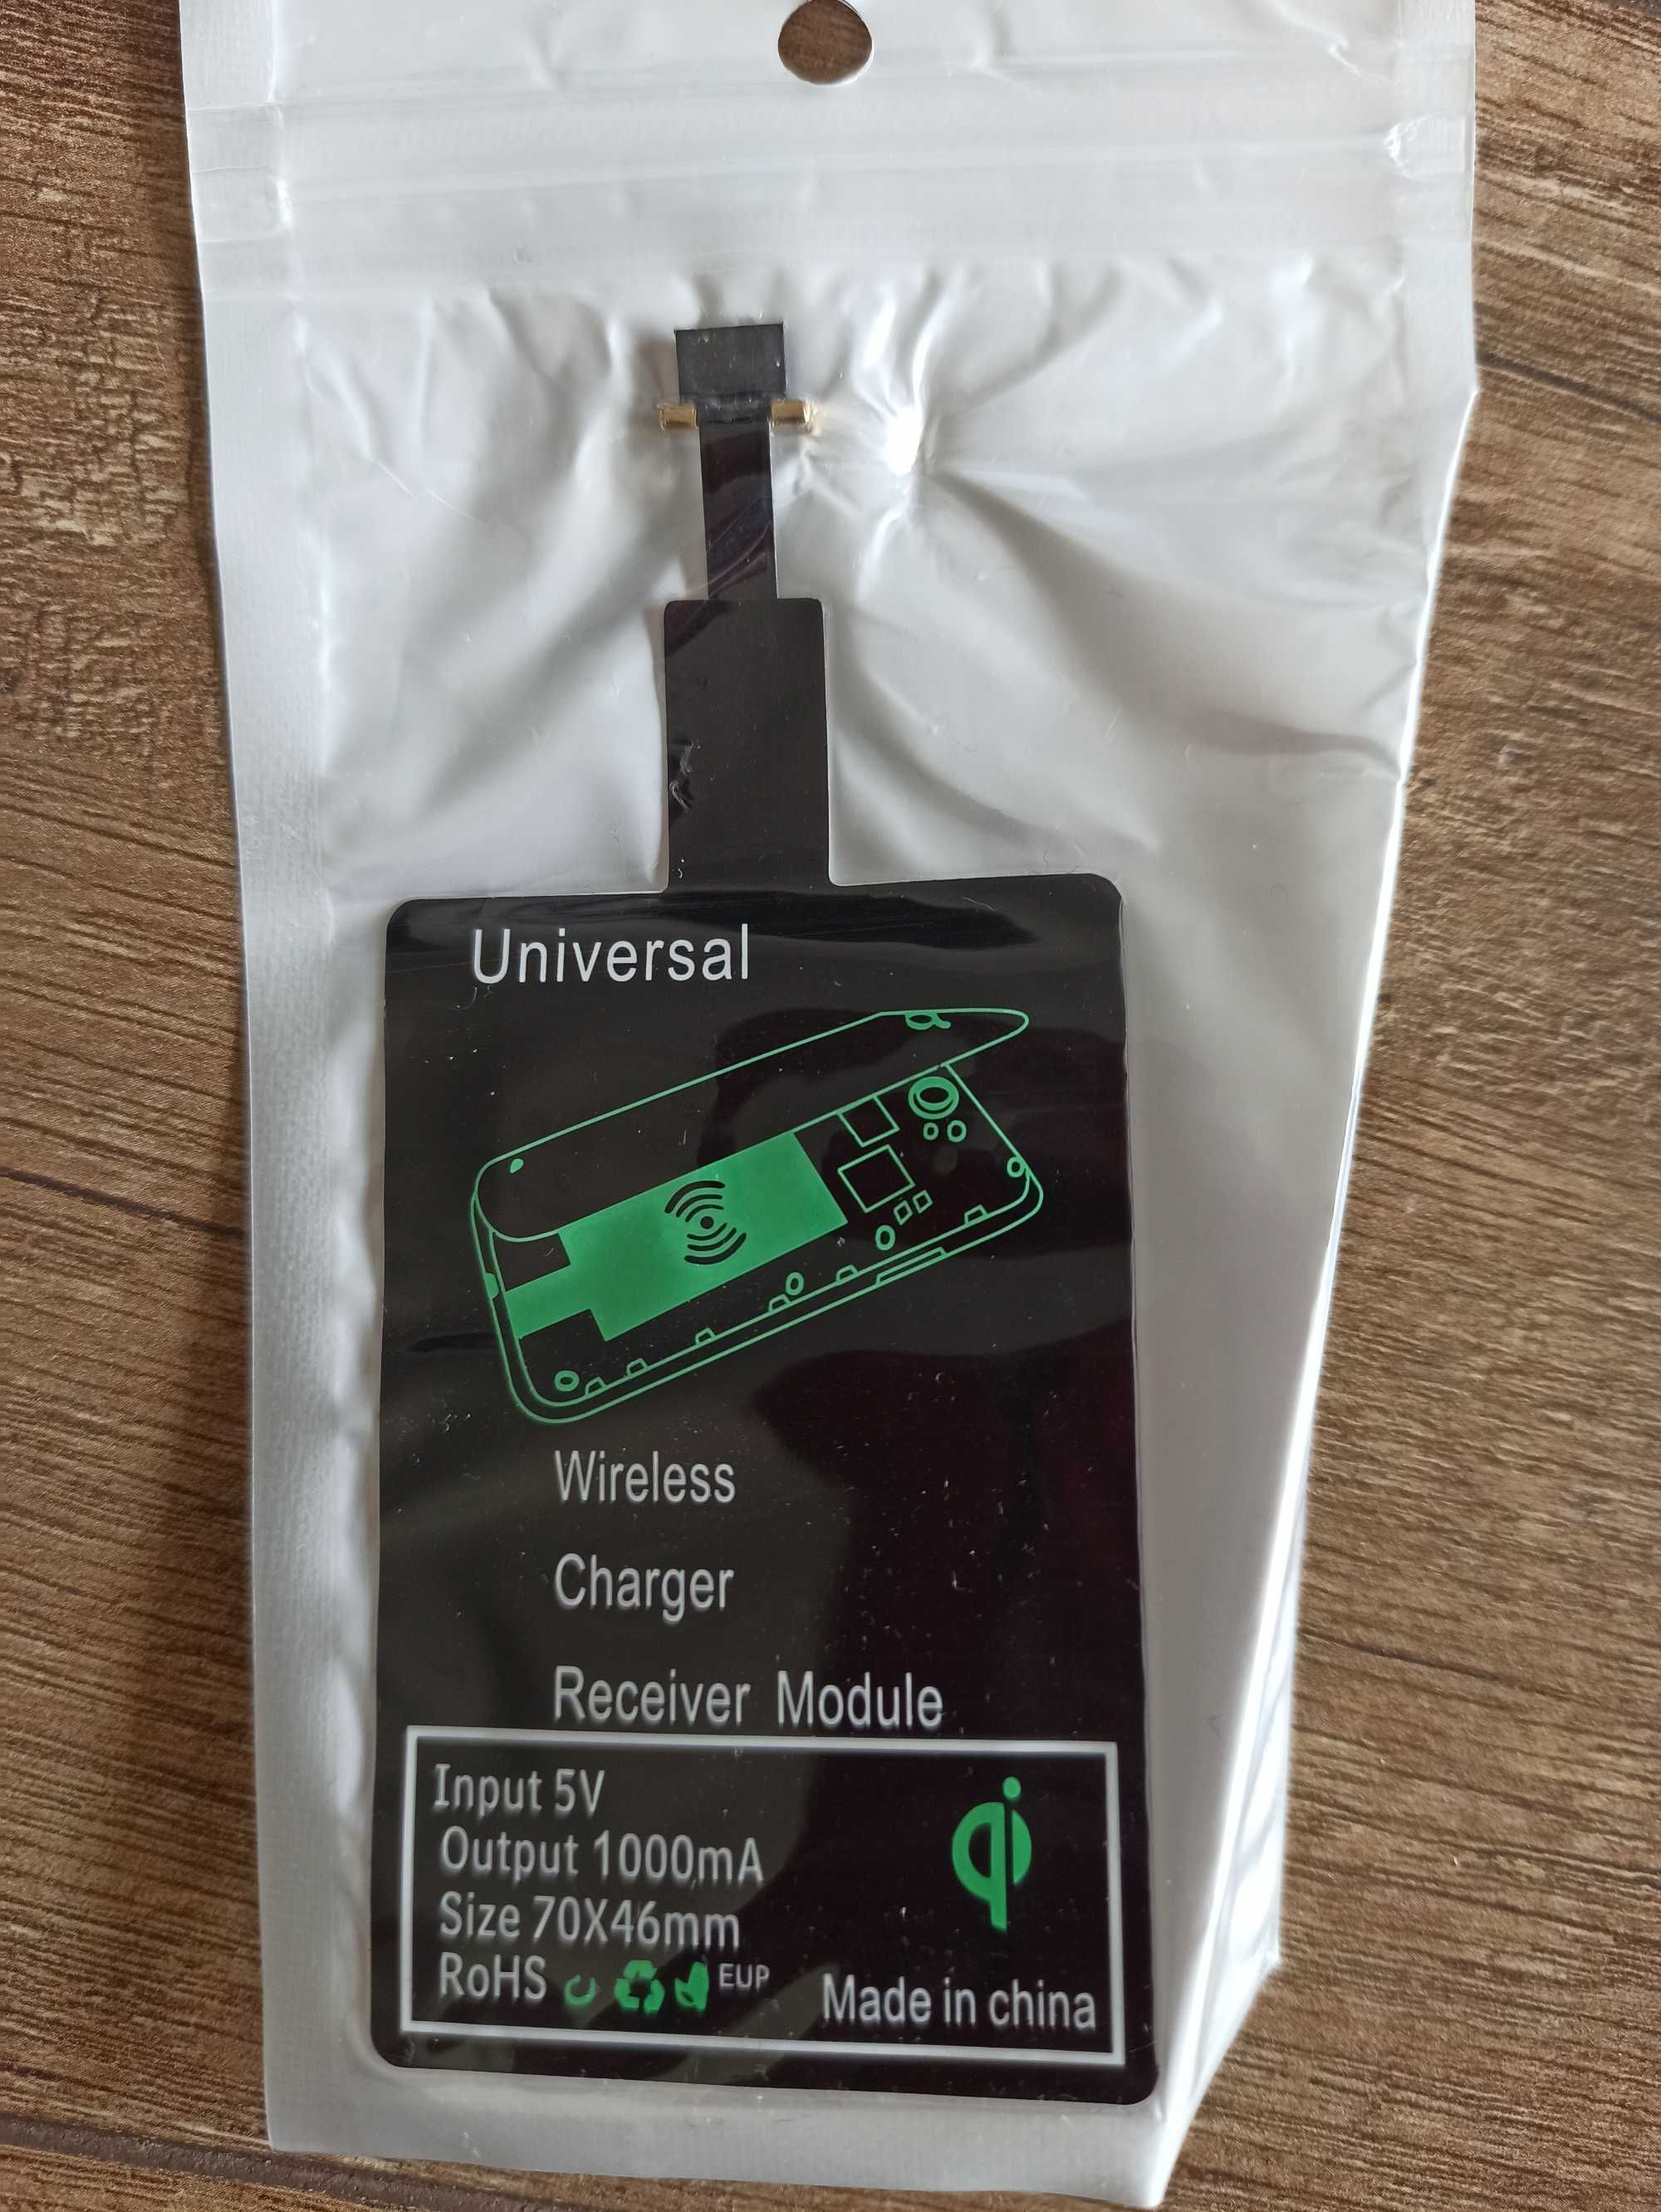 Universal
Wireless
Charger
Receiver Module
Input 5V
Output 1000mA
Size 70X46mm
RoHS EUP
qi
Made in china